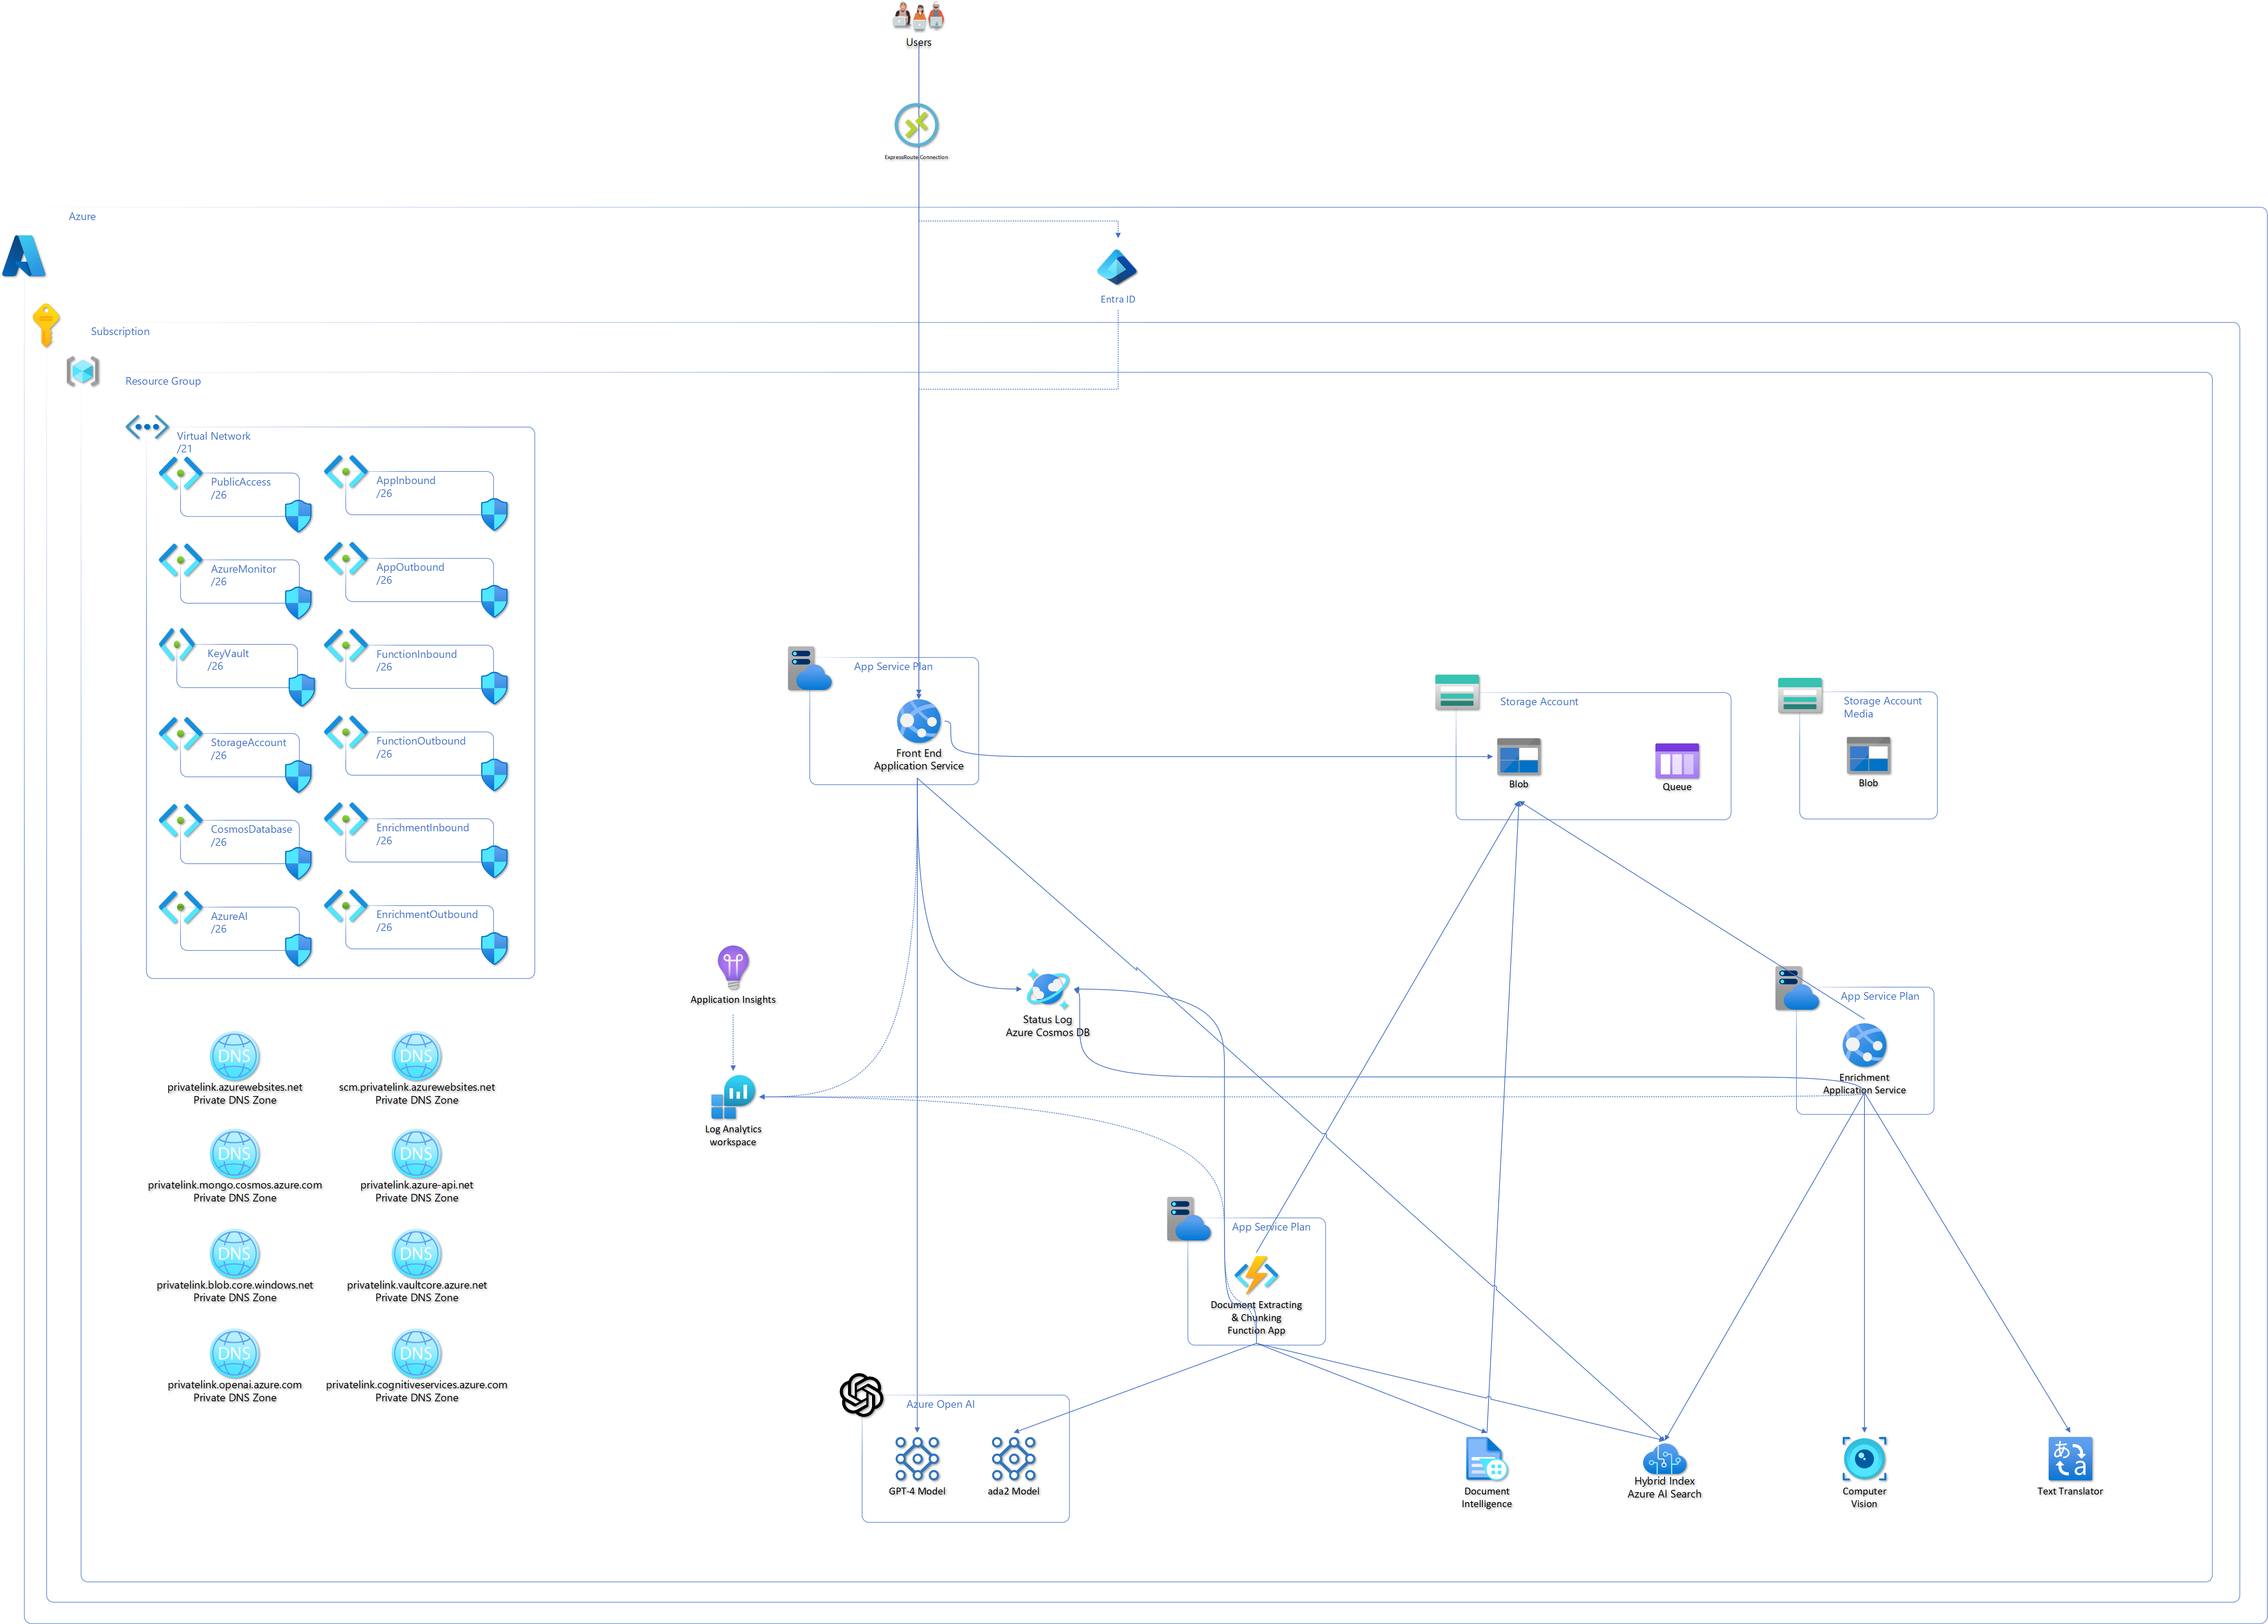 Users
ExpressRoute Connection
Azure
Entra ID
Subscription
Resource Group
Virtual Network
/21
PublicAccess
/26
AppInbound
/26
AzureMonitor
/26
AppOutbound
/26
KeyVault
/26
FunctionInbound
/26
StorageAccount
/26
FunctionOutbound
/26
CosmosDatabase
/26
EnrichmentInbound
/26
AzureAI
/26
EnrichmentOutbound
/26
App Service Plan
Front End
Application Service
Storage Account
Blob
Queue
Storage Account
Media
Blob
Application Insights
Status Log
Azure Cosmos DB
App Service Plan
Enrichment
Application Service
Log Analytics
workspace
DNS
privatelink.azurewebsites.net
Private DNS Zone
DNS
scm.privatelink.azurewebsites.net
Private DNS Zone
DNS
privatelink.mongo.cosmos.azure.com
Private DNS Zone
DNS
privatelink.azure-api.net
Private DNS Zone
DNS
privatelink.blob.core.windows.net
Private DNS Zone
DNS
privatelink.vaultcore.azure.net
Private DNS Zone
DNS
privatelink.openai.azure.com
Private DNS Zone
DNS
privatelink.cognitiveservices.azure.com
Private DNS Zone
App Service Plan
Document Extracting
& Chunking
Function App
Azure Open AI
GPT-4 Model
ada2 Model
Document
Intelligence
Hybrid Index
Azure AI Search
Computer
Vision
あ a
Text Translator